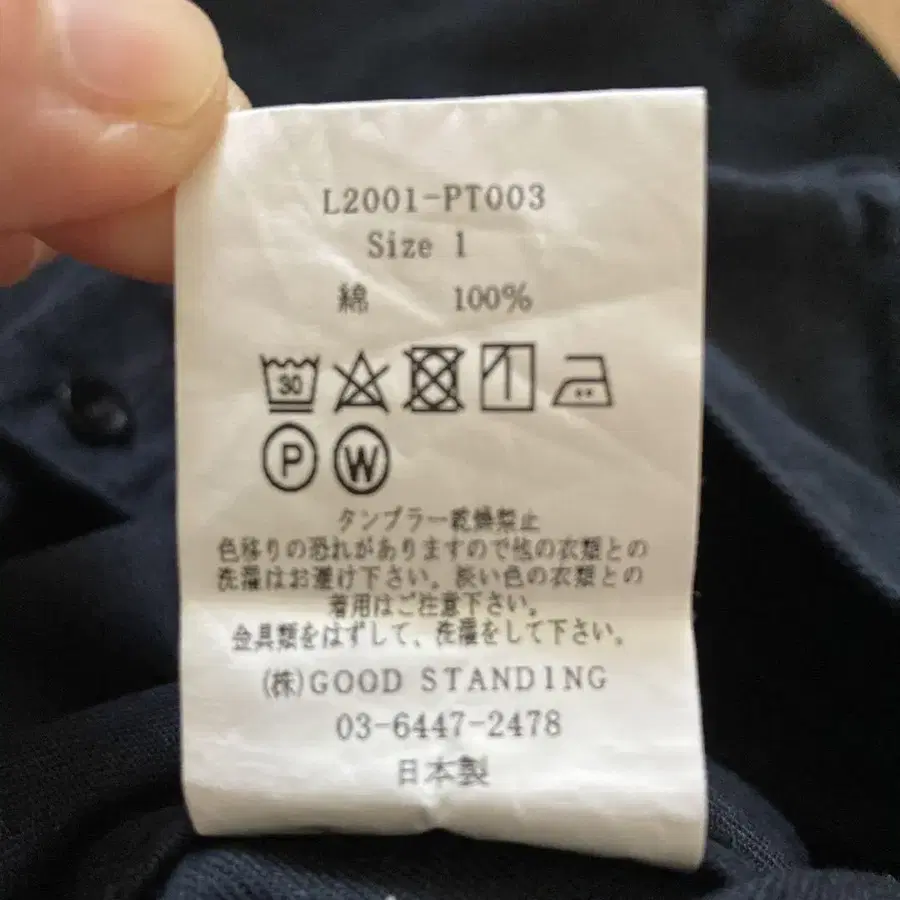 L2001-PT003
Size 1
綿 100%
30
P W
タンブラー乾燥禁止
色移りの恐れがありますので他の衣類との
洗濯はお避け下さい。淡い色の衣類との
着用はご注意下さい。
金具類をはずして、洗濯をして下さい。
(株)GOOD STANDING
03-6447-2478
日本製